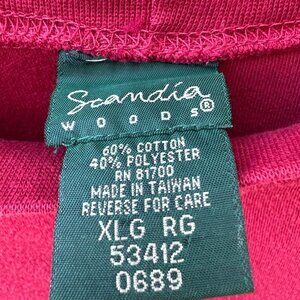 Scandia
WOODS®
60% COTTON
40% POLYESTER
RN 81700
MADE IN TAIWAN
REVERSE FOR CARE
XLG RG
53412
0689